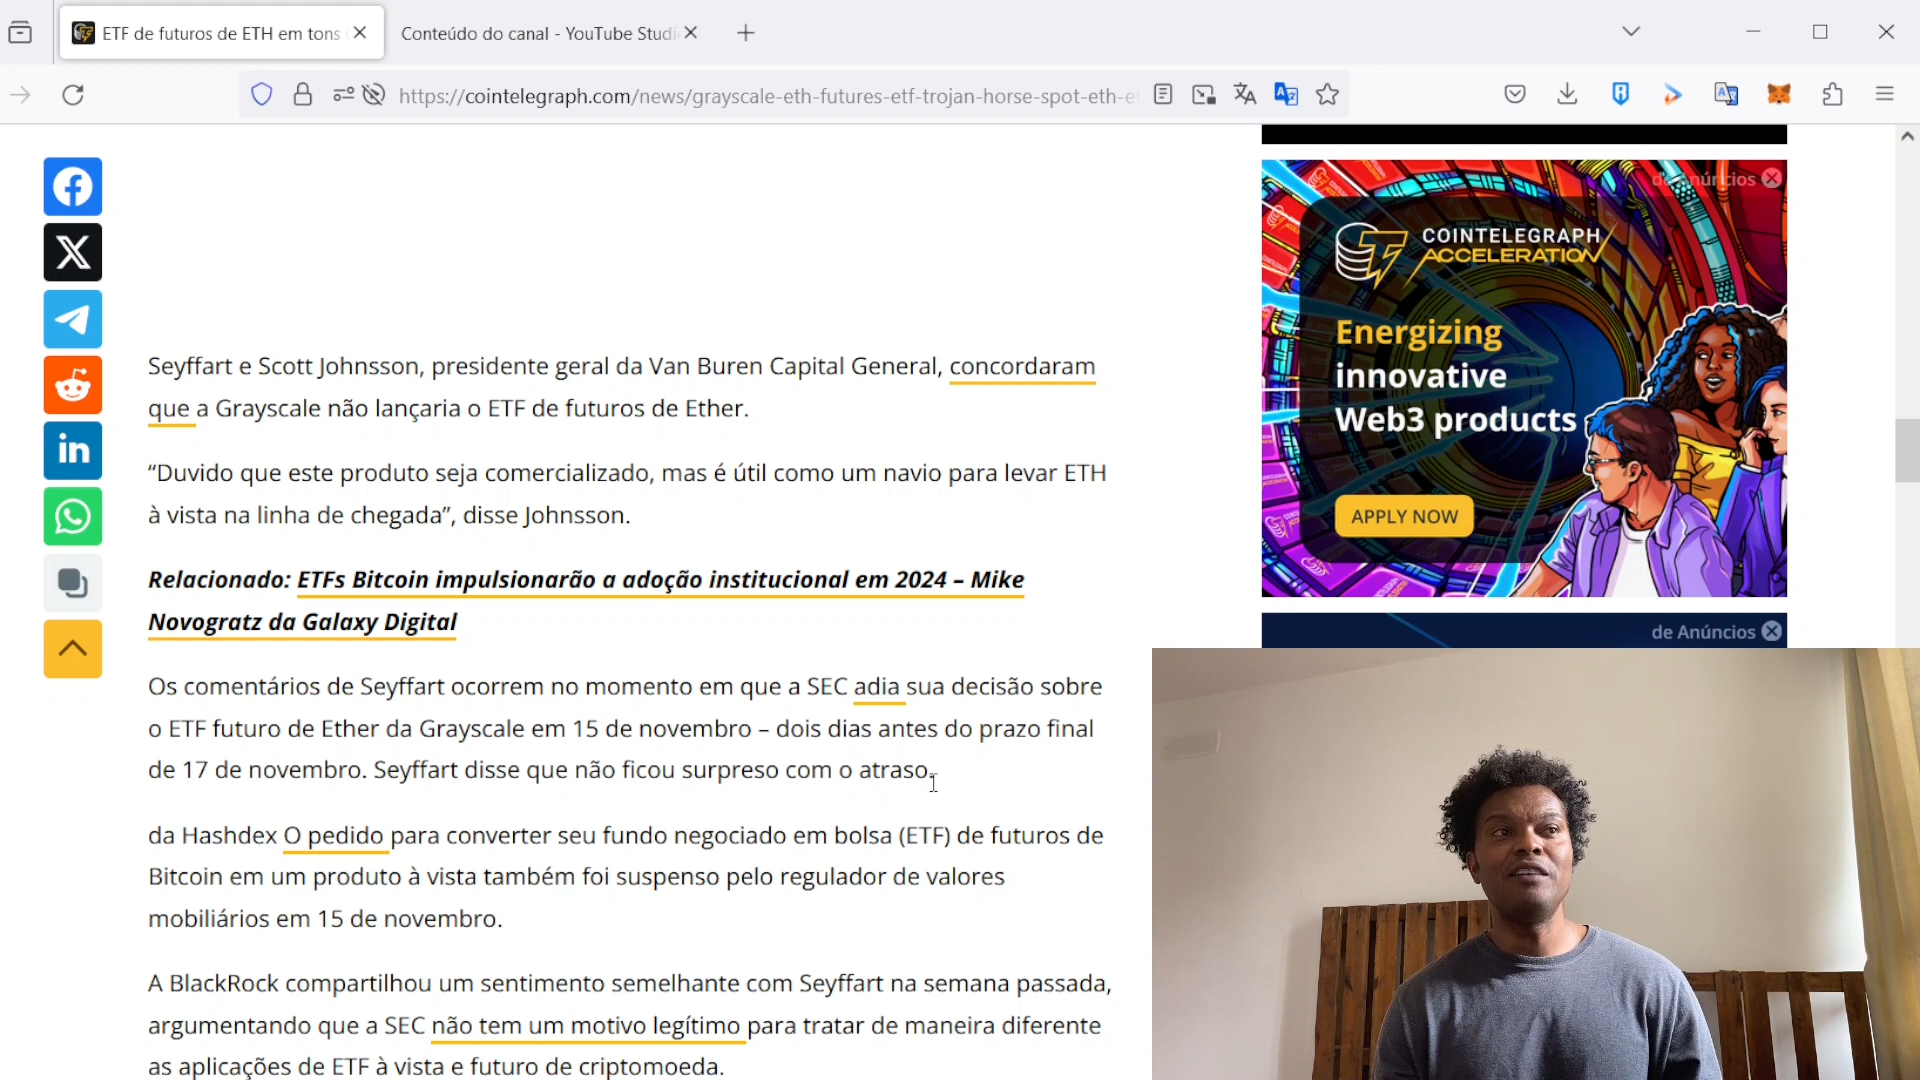 ETF de futuros de ETH em tons
Conteúdo do canal - YouTube Studi
https://cointelegraph.com/news/grayscale-eth-futures-etf-trojan-horse-spot-eth-e
de Anúncios
COINTELEGRAPH
ACCELERATION
Energizing
innovative
Web3 products
APPLY NOW
de Anúncios
Seyffart e Scott Johnsson, presidente geral da Van Buren Capital General, concordaram
que a Grayscale não lançaria o ETF de futuros de Ether.
“Duvido que este produto seja comercializado, mas é útil como um navio para levar ETH
à vista na linha de chegada”, disse Johnsson.
Relacionado: ETFs Bitcoin impulsionarão a adoção institucional em 2024 – Mike
Novogratz da Galaxy Digital
Os comentários de Seyffart ocorrem no momento em que a SEC adia sua decisão sobre
o ETF futuro de Ether da Grayscale em 15 de novembro – dois dias antes do prazo final
de 17 de novembro. Seyffart disse que não ficou surpreso com o atraso.
da Hashdex O pedido para converter seu fundo negociado em bolsa (ETF) de futuros de
Bitcoin em um produto à vista também foi suspenso pelo regulador de valores
mobiliários em 15 de novembro.
A BlackRock compartilhou um sentimento semelhante com Seyffart na semana passada,
argumentando que a SEC não tem um motivo legítimo para tratar de maneira diferente
as aplicações de ETF à vista e futuro de criptomoeda.